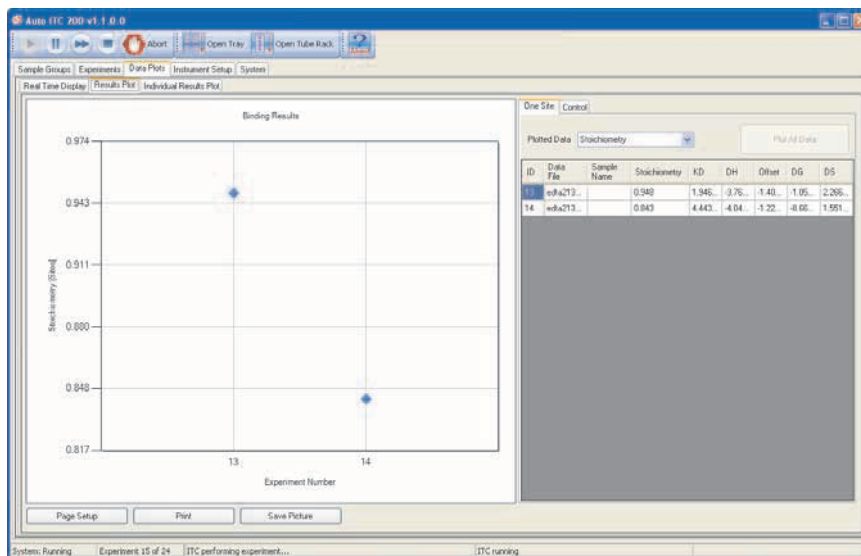 Auto ITC 200 v1.1.0.0
Abort Open Tray Open Tube Rack
Sample Groups Experiments Data Plots Instrument Setup System
Real Time Display Results Plot Individual Results Plot
One Site Control
Binding Results
Plotted Data Stoichiometry Plot All Data
ID Data File Sample Name Stoichiometry KD DH Offset DG DS
13 edta213... 0.948 1.946... -3.76... -1.40... -1.05... 2.266...
14 edta213... 0.843 4.443... -4.04... -1.22... -8.66... 1.551...
0.974
0.943
0.911
0.880
0.848
0.817
Stoichiometry [Sites]
13 14
Experiment Number
Page Setup Print Save Picture
System: Running Experiment 15 of 24 ITC performing experiment... ITC running